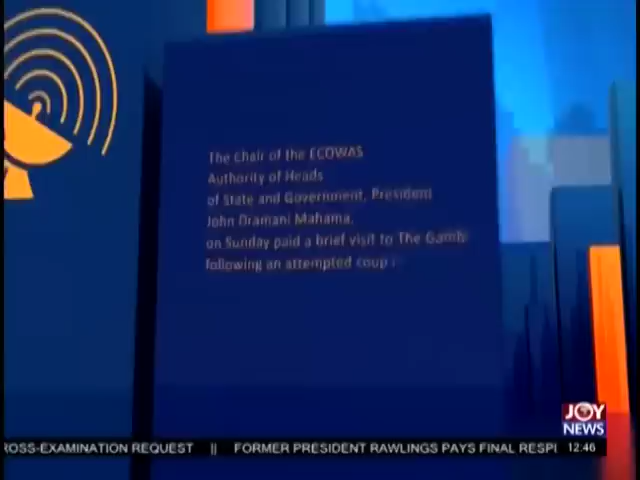 The Chair of the ECOWAS
Authority of Heads
of State and Government, President
John Dramani Mahama,
on Sunday paid a brief visit to The Gamb
following an attempted coup
JOY
NEWS
ROSS-EXAMINATION REQUEST || FORMER PRESIDENT RAWLINGS PAYS FINAL RESPI
12:46